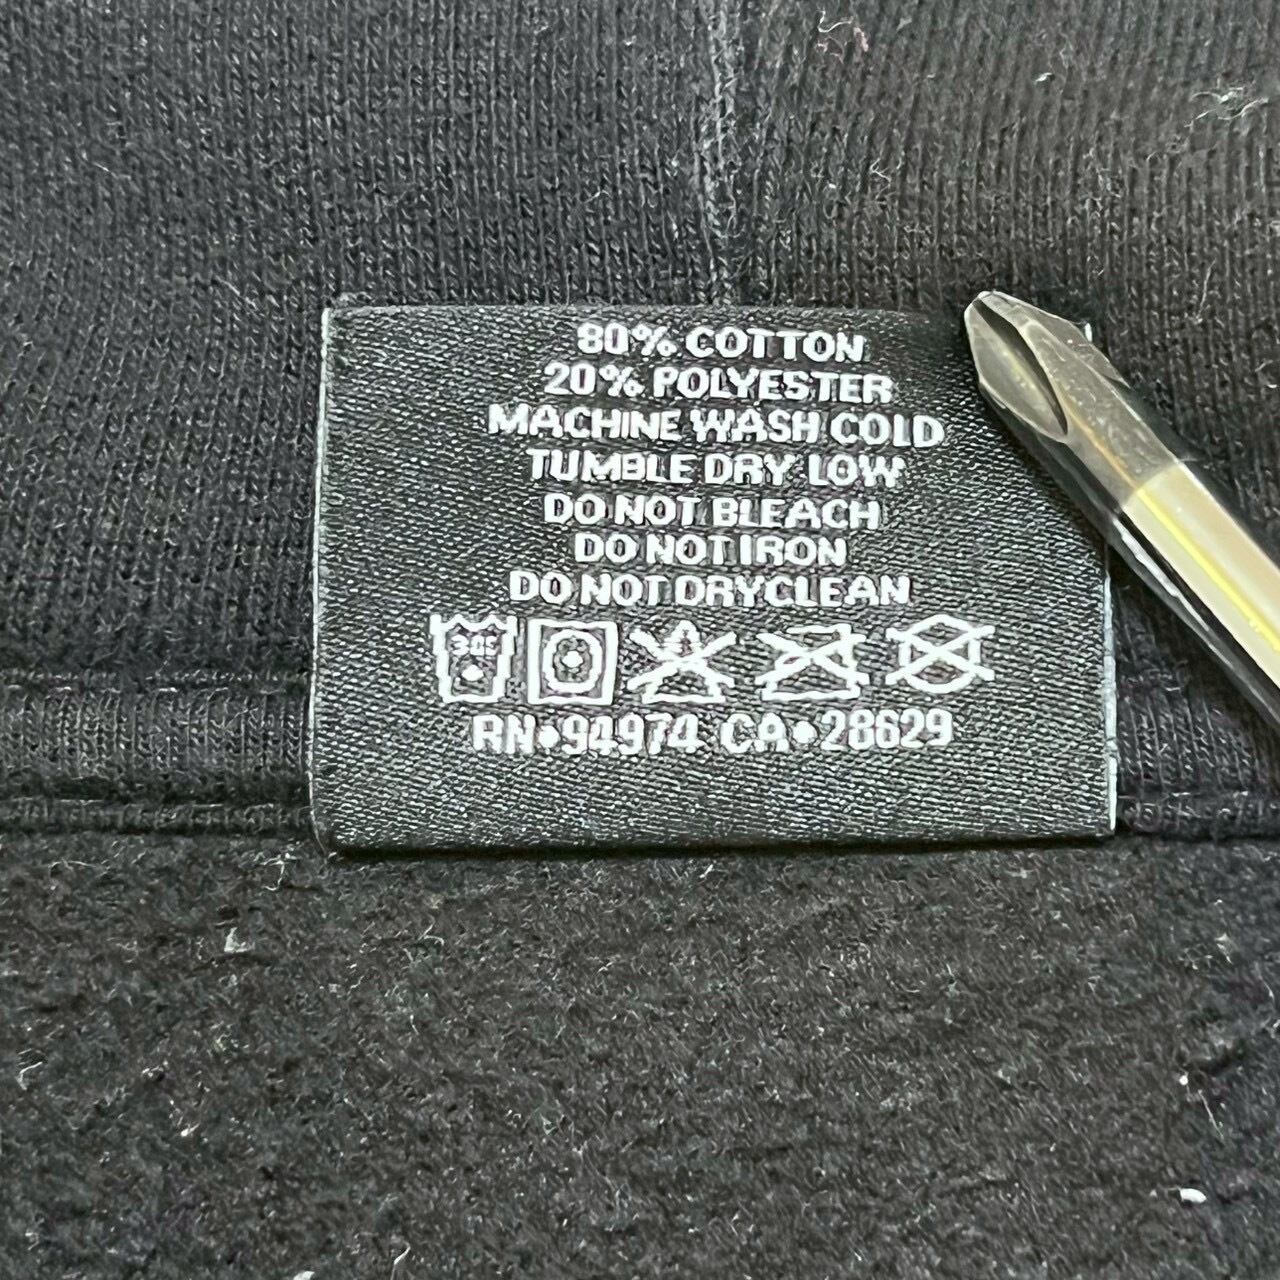 80% COTTON
20% POLYESTER
MACHINE WASH COLD
TUMBLE DRY LOW
DO NOT BLEACH
DO NOT IRON
DO NOT DRYCLEAN
30C
RN•94974 CA•28629